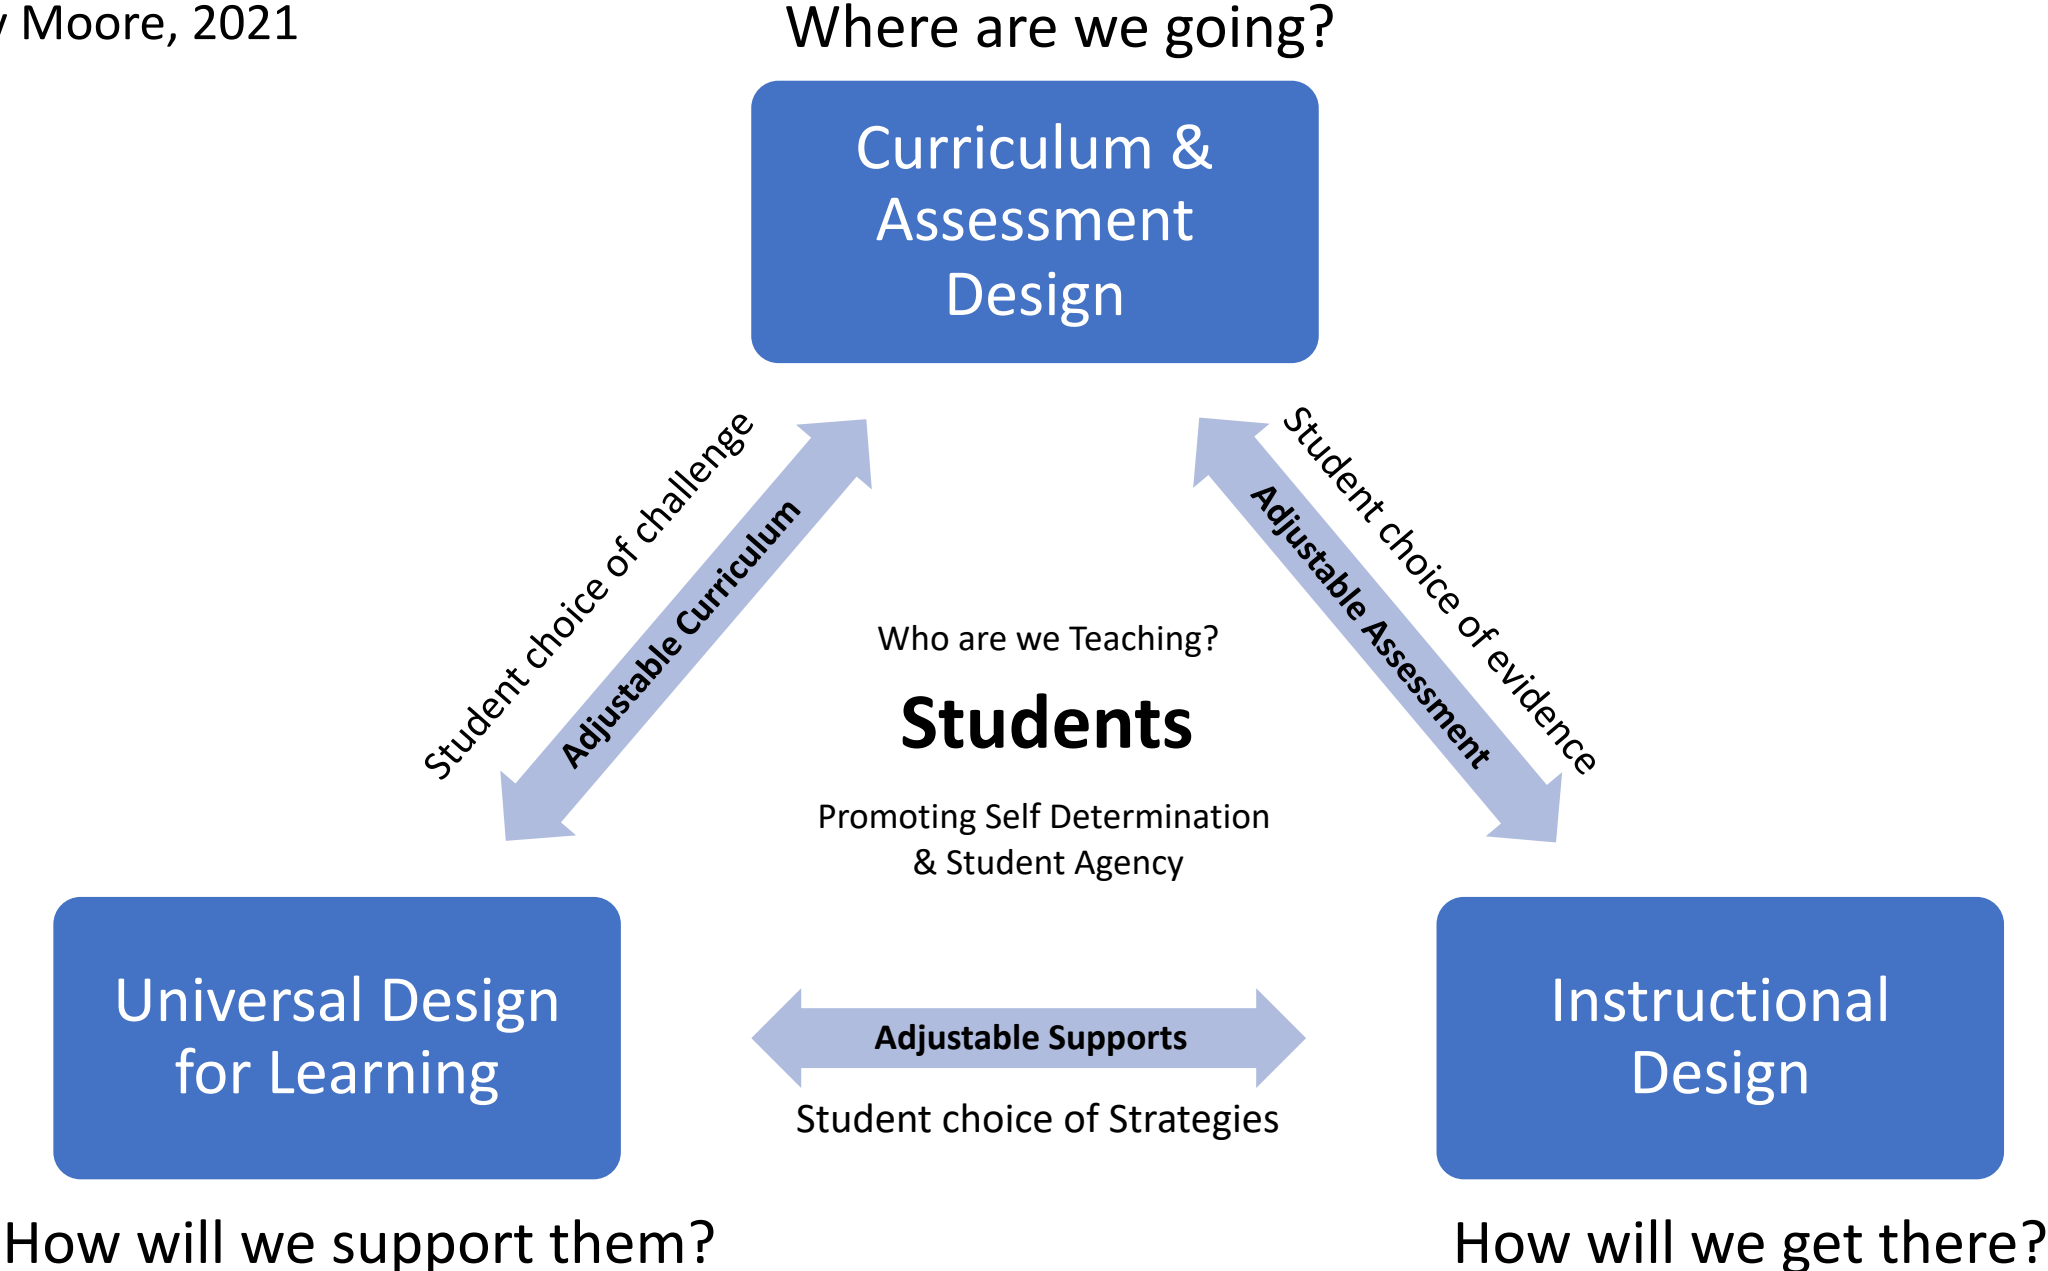 Moore, 2021
Where are we going?
Curriculum &
Assessment
Design
Student choice of challenge
Adjustable Curriculum
Student choice of evidence
Adjustable Assessment
Who are we Teaching?
Students
Promoting Self Determination
& Student Agency
Universal Design
for Learning
Adjustable Supports
Student choice of Strategies
Instructional
Design
How will we support them?
How will we get there?